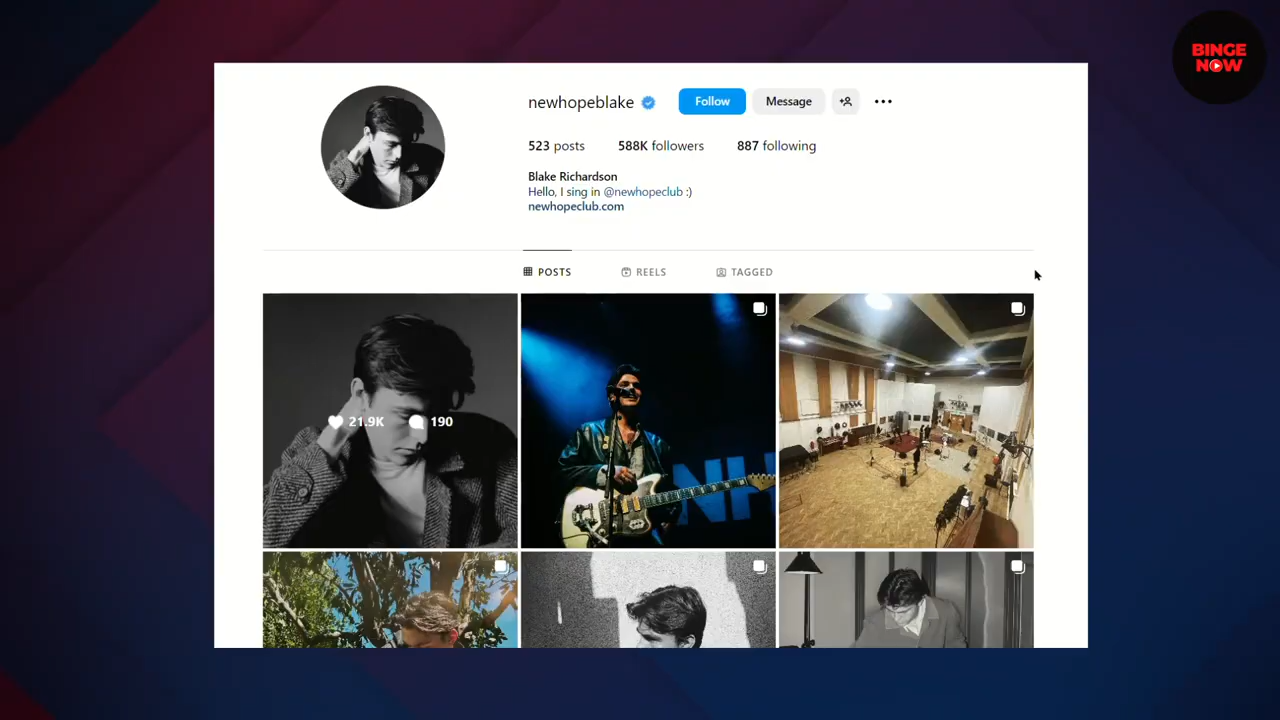 BINGE
NOW
newhopeblake
Follow
Message
523 posts
588K followers
887 following
Blake Richardson
Hello, I sing in @newhopeclub :)
newhopeclub.com
POSTS
REELS
TAGGED
21.9K
190
NH